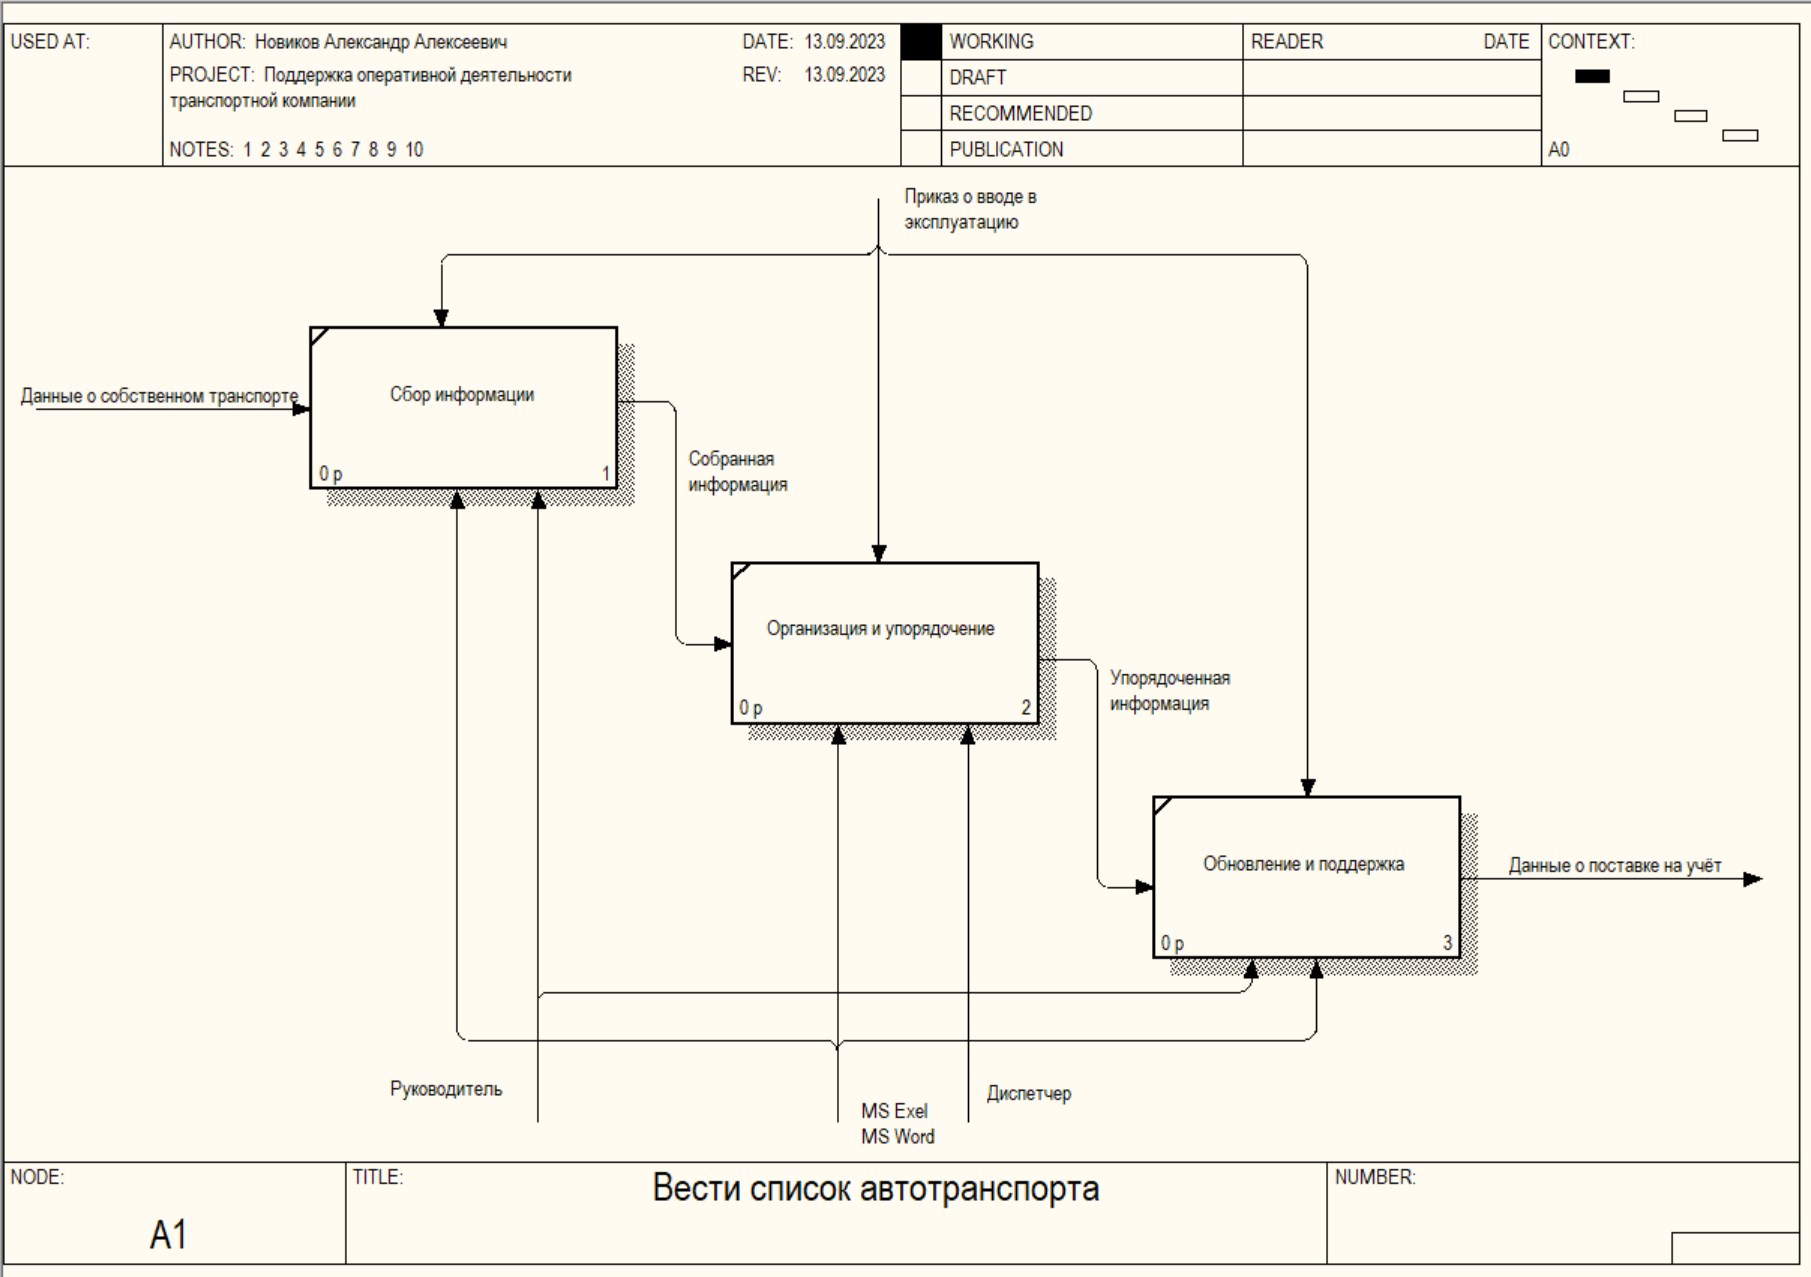 USED AT:
AUTHOR: Новиков Александр Алексеевич
DATE: 13.09.2023
PROJECT: Поддержка оперативной деятельности
транспортной компании
REV: 13.09.2023
NOTES: 1 2 3 4 5 6 7 8 9 10
WORKING
DRAFT
RECOMMENDED
PUBLICATION
READER
DATE
CONTEXT:
A0
Приказ о вводе в
эксплуатацию
Данные о собственном транспорте
Сбор информации
0 р
1
Собранная
информация
Организация и упорядочение
0 р
2
Упорядоченная
информация
Обновление и поддержка
0 р
3
Данные о поставке на учёт
Руководитель
MS Exel
MS Word
Диспетчер
NODE:
A1
TITLE:
Вести список автотранспорта
NUMBER: